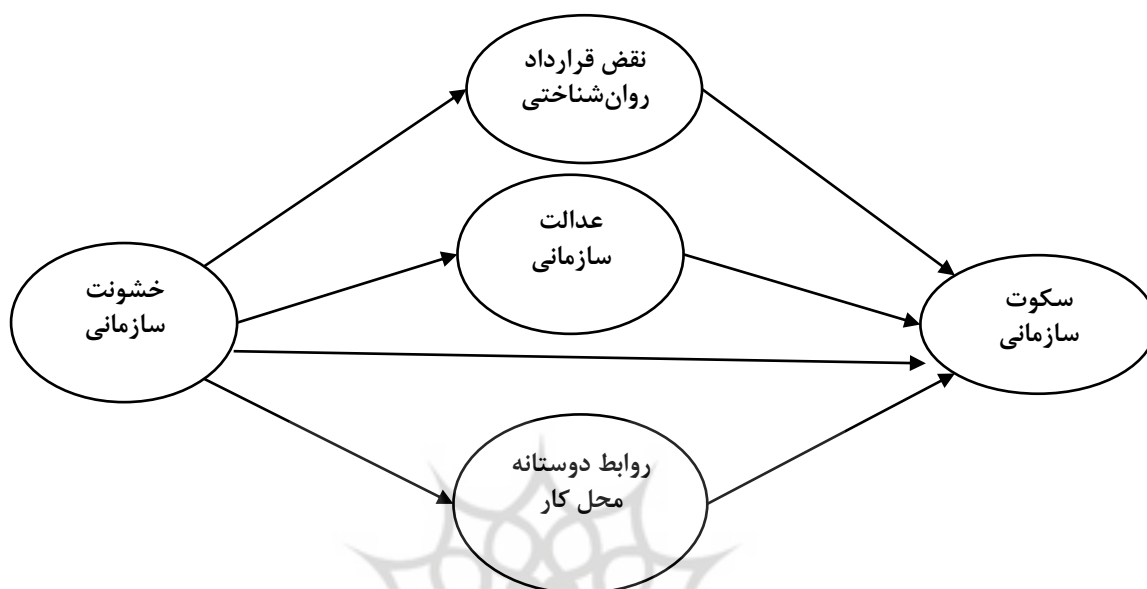 نقض قرارداد
روان‌شناختی
عدالت
سازمانی
خشونت
سازمانی
سکوت
سازمانی
روابط دوستانه
محل کار